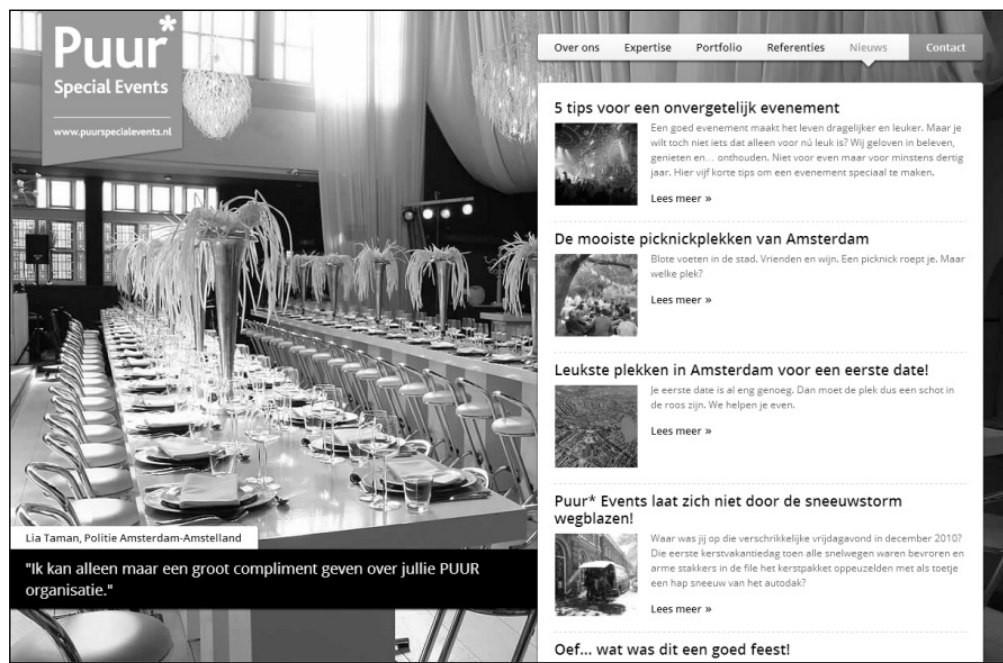 Puur*
Special Events
www.puurspecialevents.nl
Over ons Expertise Portfolio Referenties Nieuws Contact
5 tips voor een onvergetelijk evenement
Een goed evenement maakt het leven dragelijker en leuker. Maar je
wilt toch niet iets dat alleen voor nú leuk is? Wij geloven in beleven,
genieten en... onthouden. Niet voor even maar voor minstens dertig
jaar. Hier vijf korte tips om een evenement speciaal te maken.
Lees meer »
De mooiste picknickplekken van Amsterdam
Blote voeten in de stad. Vrienden en wijn. Een picknick roept je. Maar
welke plek?
Lees meer »
Leukste plekken in Amsterdam voor een eerste date!
Je eerste date is al eng genoeg. Dan moet de plek dus een schot in
de roos zijn. We helpen je even.
Lees meer »
Puur* Events laat zich niet door de sneeuwstorm
wegblazen!
Waar was jij op die verschrikkelijke vrijdagavond in december 2010?
Die eerste kerstvakantiedag toen alle snelwegen waren bevroren en
arme stakkers in de file het kerstpakket oppeuzelden met als toetje
een hap sneeuw van het autodak?
Lees meer »
Oef... wat was dit een goed feest!
Lia Taman, Politie Amsterdam-Amstelland
"Ik kan alleen maar een groot compliment geven over jullie PUUR
organisatie."